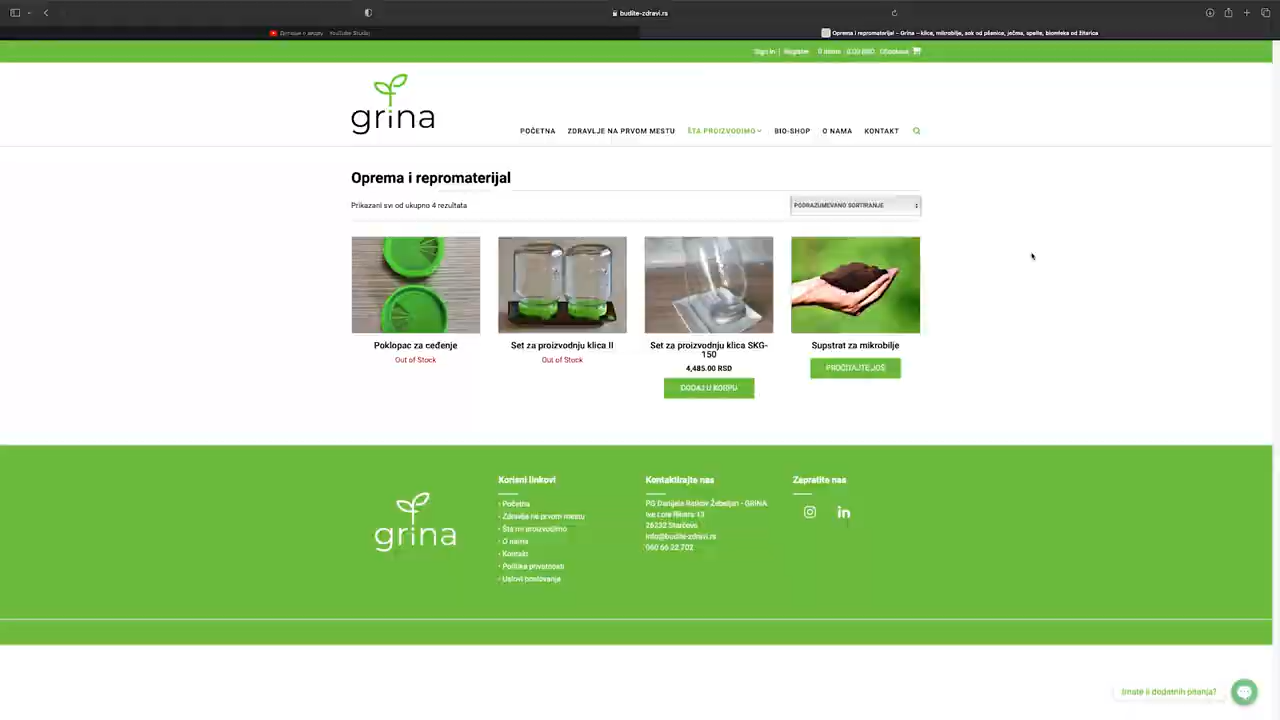 budite-zdravi.rs
YouTube Studio
Oprema i repromaterijal – Grina – klica, mikrobilje, sok od pšenice, ječma, spelte, biomleko od žitarica
Sign In | Register 0 items 0.00 RSD
grina
POČETNA ZDRAVLJE NA PRVOM MESTU ŠTA PROIZVODIMO BIO-SHOP O NAMA KONTAKT
Oprema i repromaterijal
Prikazani svi od ukupno 4 rezultata
PODRAZUMEVANO SORTIRANJE
Poklopac za ceđenje
Out of Stock
Set za proizvodnju klica II
Out of Stock
Set za proizvodnju klica SKG-
150
4,485.00 RSD
DODAJ U KORPU
Supstrat za mikrobilje
PROČITAJTE JOŠ
grina
Korisni linkovi
Početna
Zdravlje na prvom mestu
Šta mi proizvodimo
O nama
Kontakt
Politika privatnosti
Uslovi poslovanja
Kontaktirajte nas
PG Danijela Ratkov Žebeljan - GRINA
Ive Lole Ribara 13
26232 Starčevo
info@budite-zdravi.rs
060 66 22 702
Zapratite nas
Imate li dodatnih pitanja?